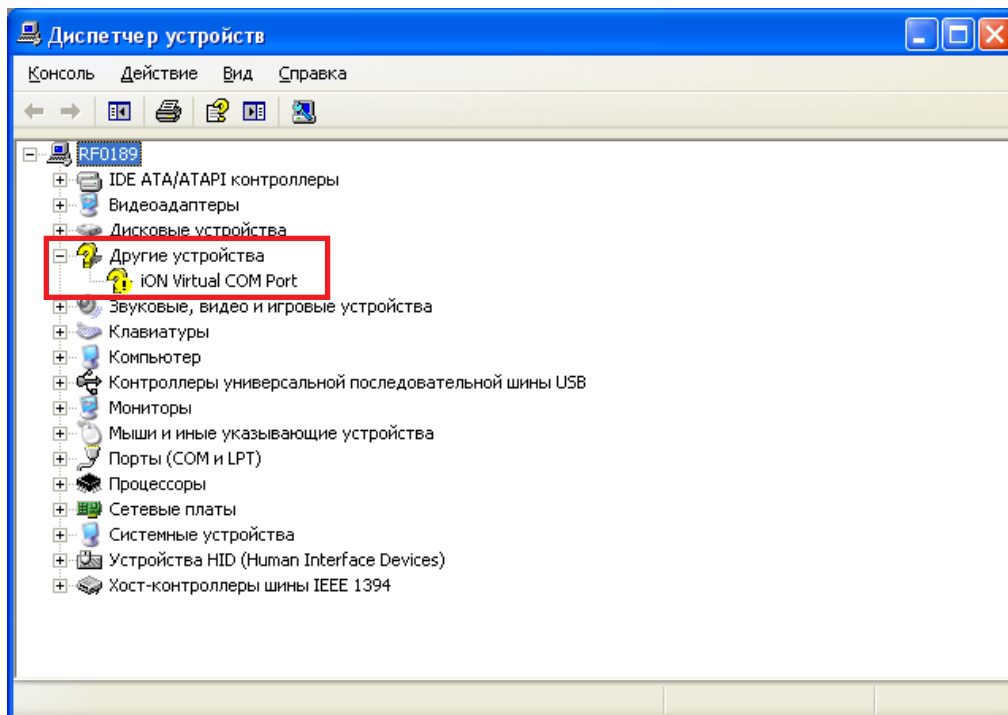 Диспетчер устройств
Консоль Действие Вид Справка
RF0189
IDE ATA/ATAPI контроллеры
Видеоадаптеры
Дисковые устройства
Другие устройства
iON Virtual COM Port
Звуковые, видео и игровые устройства
Клавиатуры
Компьютер
Контроллеры универсальной последовательной шины USB
Мониторы
Мыши и иные указывающие устройства
Порты (COM и LPT)
Процессоры
Сетевые платы
Системные устройства
Устройства HID (Human Interface Devices)
Хост-контроллеры шины IEEE 1394